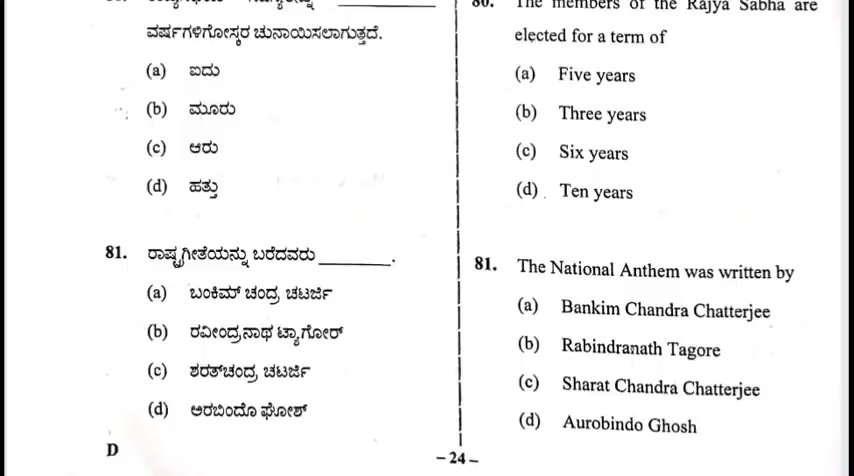 __________
ವರ್ಷಗಳಿಗೋಸ್ಕರ ಚುನಾಯಿಸಲಾಗುತ್ತದೆ.
(a) ಐದು
(b) ಮೂರು
(c) ಆರು
(d) ಹತ್ತು
81. ರಾಷ್ಟ್ರಗೀತೆಯನ್ನು ಬರೆದವರು ________.
(a) ಬಂಕಿಮ್ ಚಂದ್ರ ಚಟರ್ಜಿ
(b) ರವೀಂದ್ರನಾಥ ಟ್ಯಾಗೋರ್
(c) ಶರತ್‌ಚಂದ್ರ ಚಟರ್ಜಿ
(d) ಅರಬಿಂದೊ ಘೋಶ್
D
80. The members of the Rajya Sabha are
elected for a term of
(a) Five years
(b) Three years
(c) Six years
(d) Ten years
81. The National Anthem was written by
(a) Bankim Chandra Chatterjee
(b) Rabindranath Tagore
(c) Sharat Chandra Chatterjee
(d) Aurobindo Ghosh
– 24 –